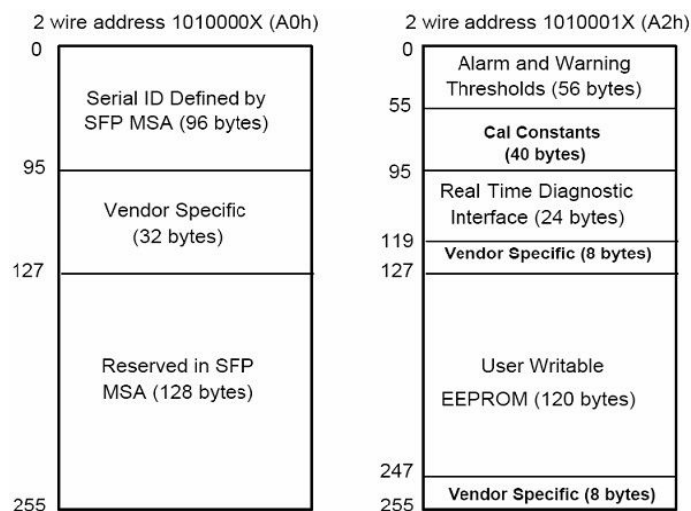 2 wire address 1010000X (A0h)
0
Serial ID Defined by
SFP MSA (96 bytes)
95
Vendor Specific
(32 bytes)
127
Reserved in SFP
MSA (128 bytes)
255
2 wire address 1010001X (A2h)
0
Alarm and Warning
Thresholds (56 bytes)
55
Cal Constants
(40 bytes)
95
Real Time Diagnostic
Interface (24 bytes)
119
Vendor Specific (8 bytes)
127
User Writable
EEPROM (120 bytes)
247
Vendor Specific (8 bytes)
255